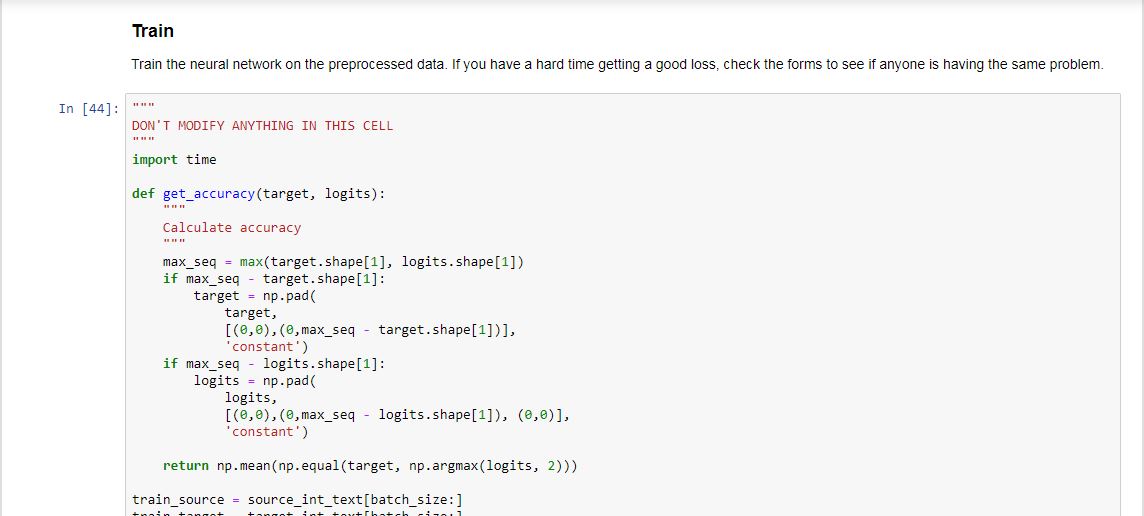 Train
Train the neural network on the preprocessed data. If you have a hard time getting a good loss, check the forms to see if anyone is having the same problem.
In [44]:
"""
DON'T MODIFY ANYTHING IN THIS CELL
"""
import time

def get_accuracy(target, logits):
    """
    Calculate accuracy
    """
    max_seq = max(target.shape[1], logits.shape[1])
    if max_seq - target.shape[1]:
        target = np.pad(
            target,
            [(0,0),(0,max_seq - target.shape[1])],
            'constant')
    if max_seq - logits.shape[1]:
        logits = np.pad(
            logits,
            [(0,0),(0,max_seq - logits.shape[1]), (0,0)],
            'constant')

    return np.mean(np.equal(target, np.argmax(logits, 2)))

train_source = source_int_text[batch_size:]
train_target = target_int_text[batch_size:]